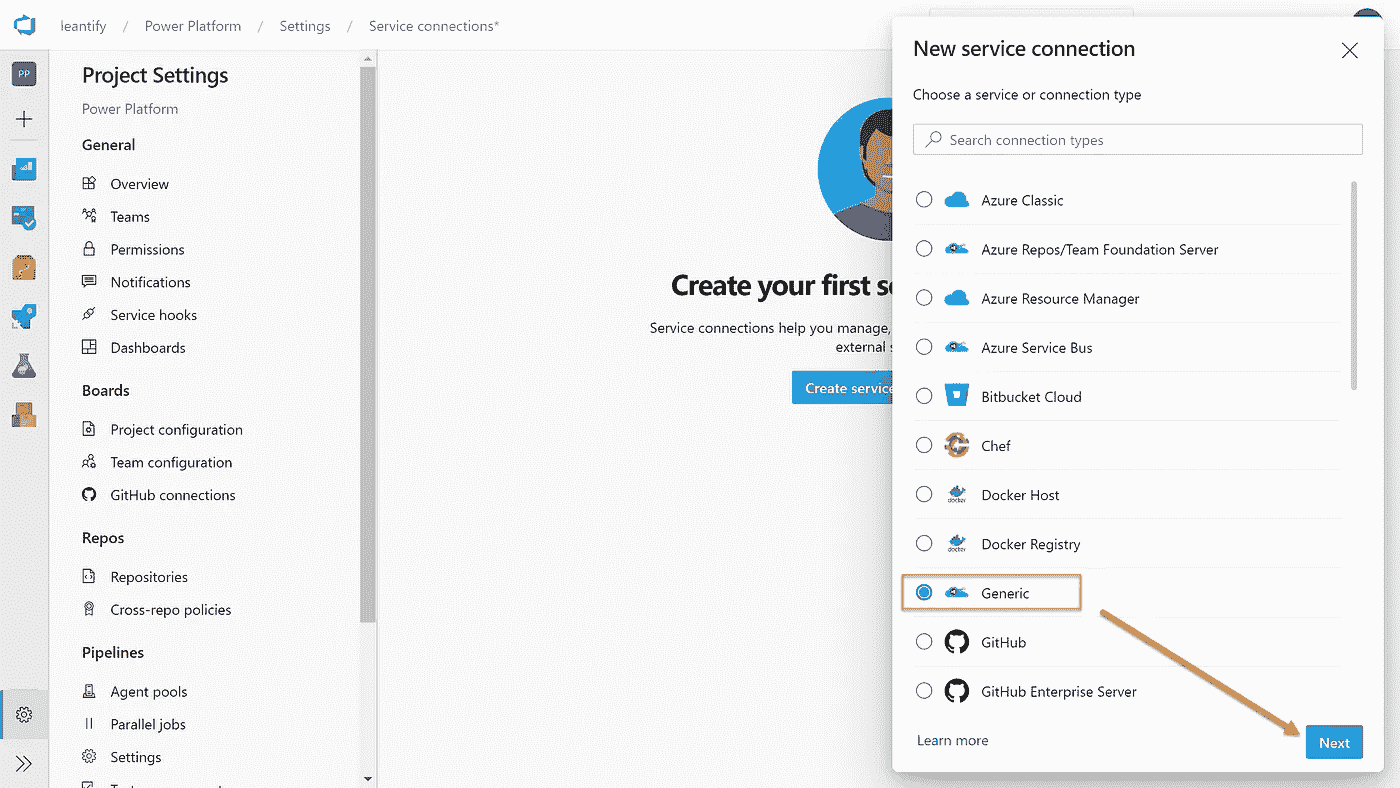 leantify / Power Platform / Settings / Service connections*
PP
Project Settings
Power Platform
General
Overview
Teams
Permissions
Notifications
Service hooks
Dashboards
Boards
Project configuration
Team configuration
GitHub connections
Repos
Repositories
Cross-repo policies
Pipelines
Agent pools
Parallel jobs
Settings
Create your first
Service connections help you manage,
external
Create service
New service connection
Choose a service or connection type
Search connection types
Azure Classic
Azure Repos/Team Foundation Server
Azure Resource Manager
Azure Service Bus
Bitbucket Cloud
Chef
docker Docker Host
docker Docker Registry
Generic
GitHub
GitHub Enterprise Server
Learn more
Next